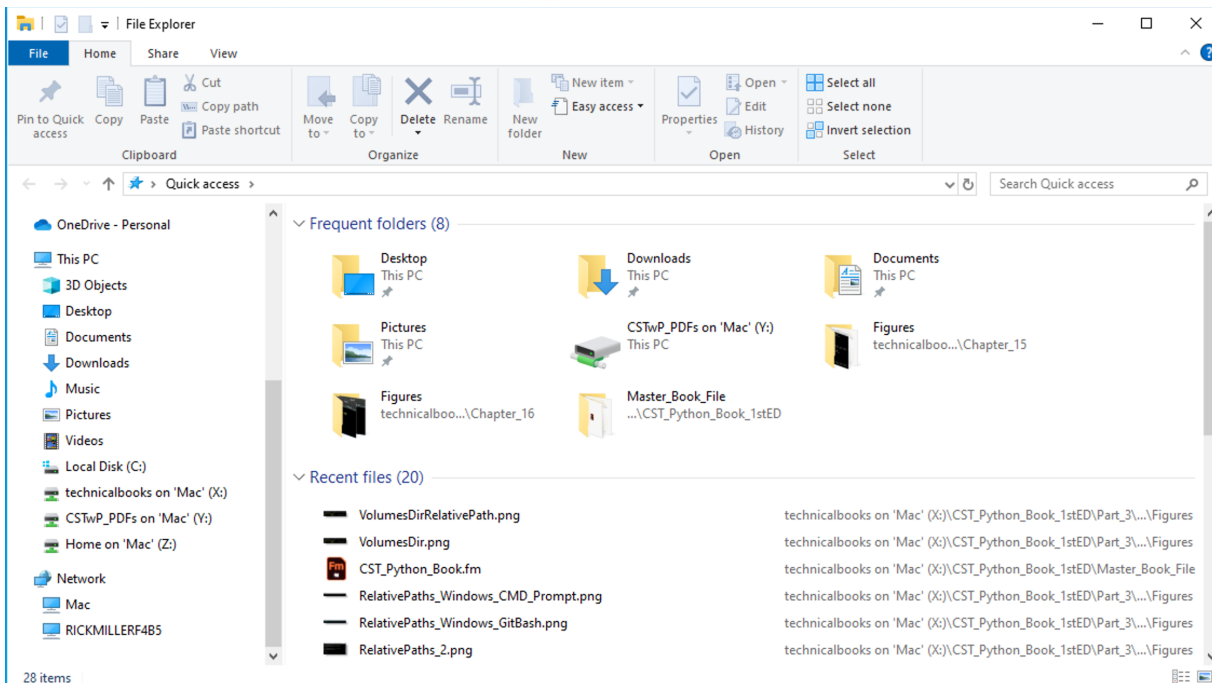 File Explorer
File Home Share View
Pin to Quick access
Copy
Paste
Cut
Copy path
Paste shortcut
Clipboard
Move to
Copy to
Delete
Rename
Organize
New folder
New item
Easy access
New
Properties
Open
Edit
History
Open
Select all
Select none
Invert selection
Select
Quick access
Search Quick access
OneDrive - Personal
This PC
3D Objects
Desktop
Documents
Downloads
Music
Pictures
Videos
Local Disk (C:)
technicalbooks on 'Mac' (X:)
CSTwP_PDFs on 'Mac' (Y:)
Home on 'Mac' (Z:)
Network
Mac
RICKMILLERF4B5
Frequent folders (8)
Desktop
This PC
Downloads
This PC
Documents
This PC
Pictures
This PC
CSTwP_PDFs on 'Mac' (Y:)
This PC
Figures
technicalboo...\Chapter_15
Figures
technicalboo...\Chapter_16
Master_Book_File
...\CST_Python_Book_1stED
Recent files (20)
VolumesDirRelativePath.png technicalbooks on 'Mac' (X:)\CST_Python_Book_1stED\Part_3\...\Figures
VolumesDir.png technicalbooks on 'Mac' (X:)\CST_Python_Book_1stED\Part_3\...\Figures
Fm CST_Python_Book.fm technicalbooks on 'Mac' (X:)\CST_Python_Book_1stED\Master_Book_File
RelativePaths_Windows_CMD_Prompt.png technicalbooks on 'Mac' (X:)\CST_Python_Book_1stED\Part_3\...\Figures
RelativePaths_Windows_GitBash.png technicalbooks on 'Mac' (X:)\CST_Python_Book_1stED\Part_3\...\Figures
RelativePaths_2.png technicalbooks on 'Mac' (X:)\CST_Python_Book_1stED\Part_3\...\Figures
28 items